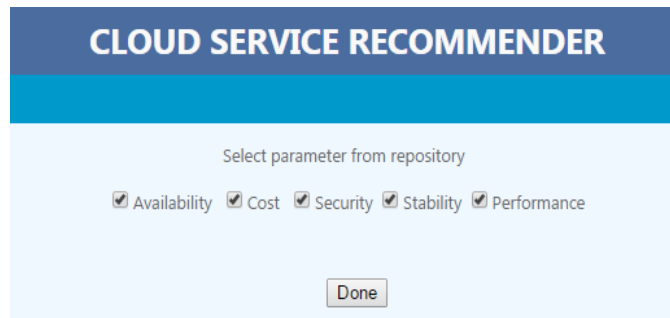 CLOUD SERVICE RECOMMENDER
Select parameter from repository
Availability Cost Security Stability Performance
Done